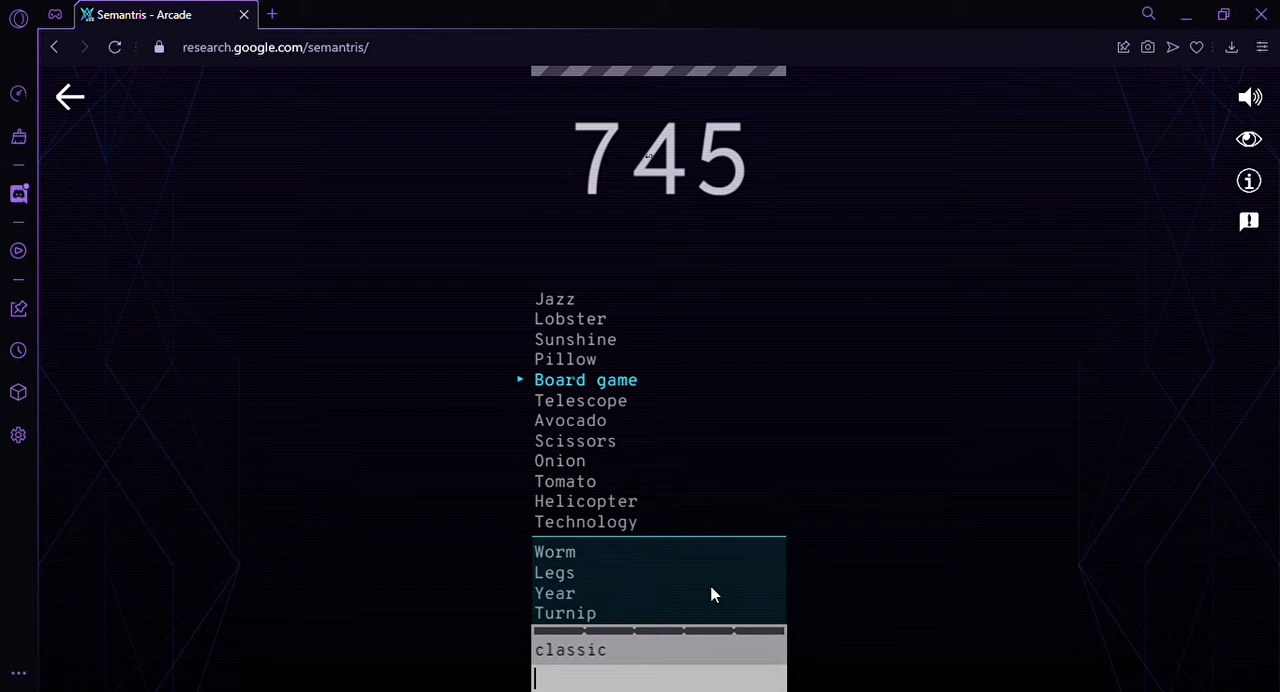 Semantris - Arcade
research.google.com/semantris/
745
Jazz
Lobster
Sunshine
Pillow
Board game
Telescope
Avocado
Scissors
Onion
Tomato
Helicopter
Technology
Worm
Legs
Year
Turnip
classic